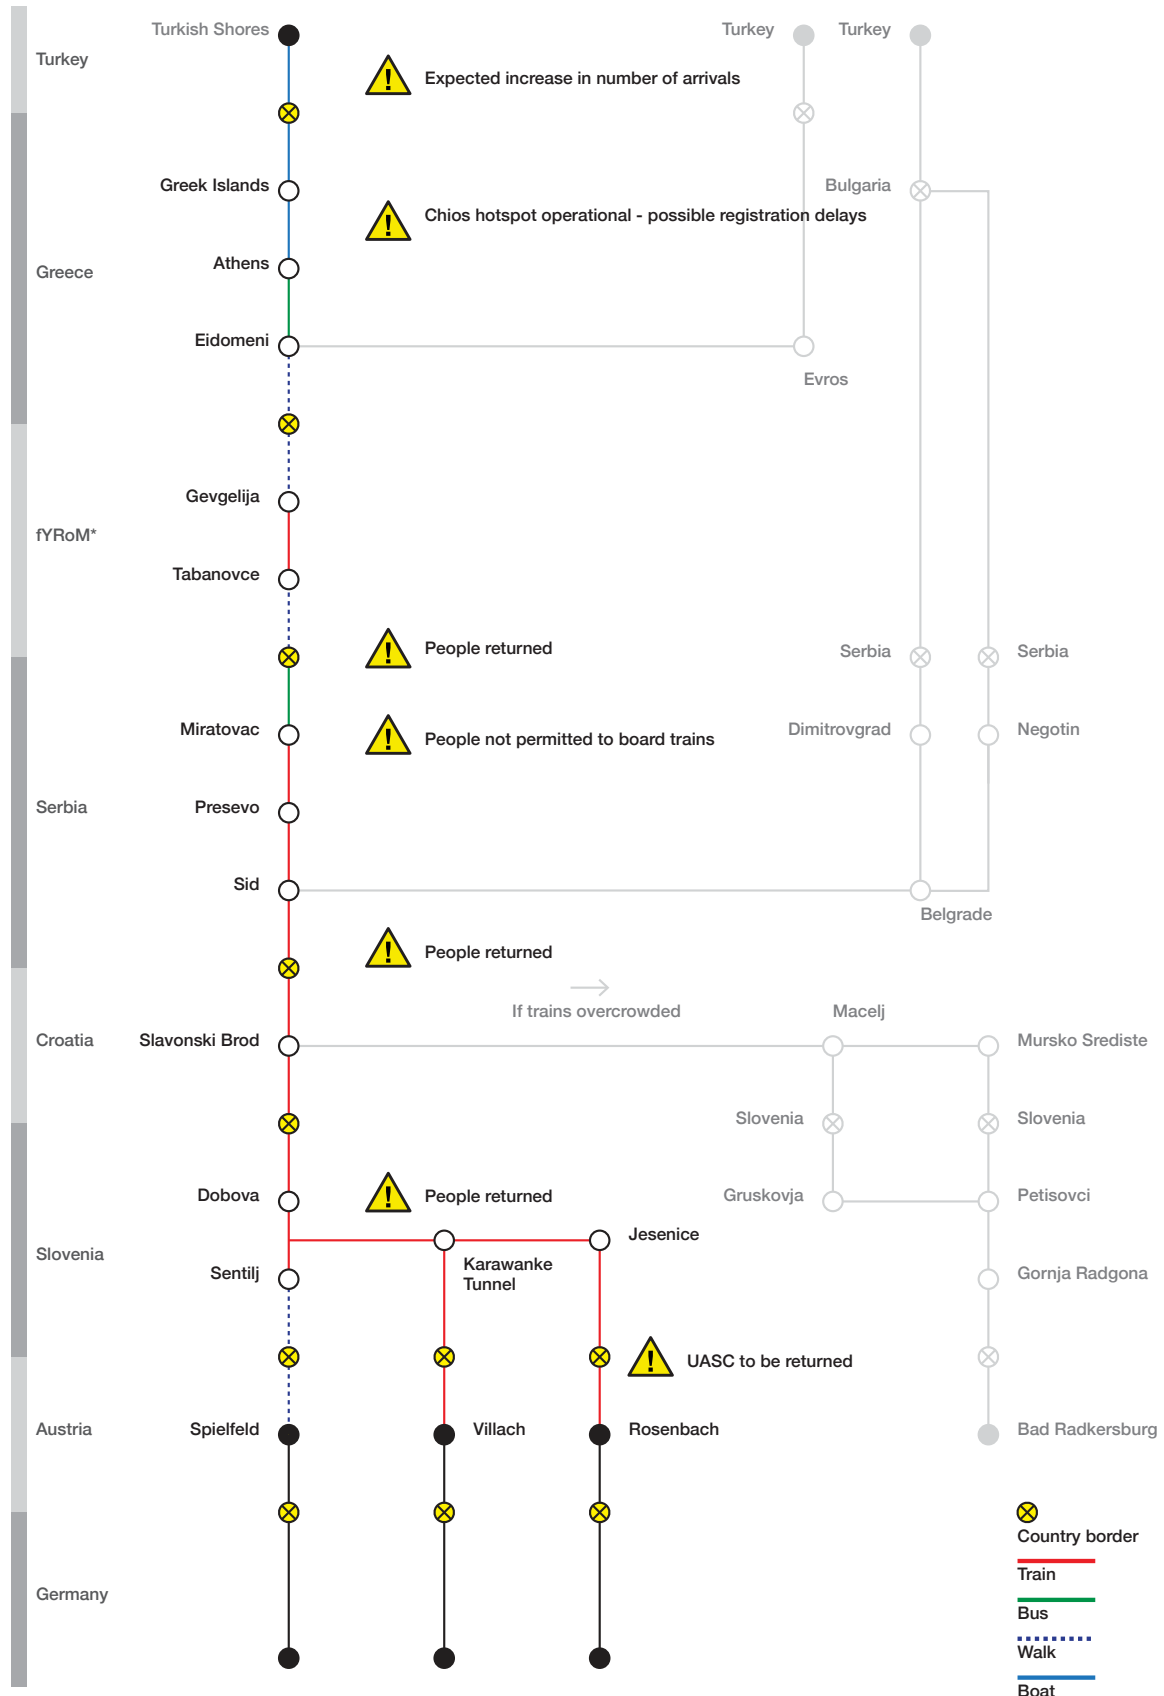 Turkish Shores
Turkey
Turkey
Turkey
Expected increase in number of arrivals
Greek Islands
Bulgaria
Chios hotspot operational - possible registration delays
Athens
Greece
Eidomeni
Evros
Gevgelija
fYRoM*
Tabanovce
People returned
Serbia
Serbia
Miratovac
People not permitted to board trains
Dimitrovgrad
Negotin
Serbia
Presevo
Sid
Belgrade
People returned
If trains overcrowded
Macelj
Croatia
Slavonski Brod
Mursko Srediste
Slovenia
Slovenia
Dobova
People returned
Gruskovja
Petisovci
Jesenice
Slovenia
Karawanke
Tunnel
Sentilj
Gornja Radgona
UASC to be returned
Austria
Spielfeld
Villach
Rosenbach
Bad Radkersburg
Country border
Train
Germany
Bus
Walk
Boat